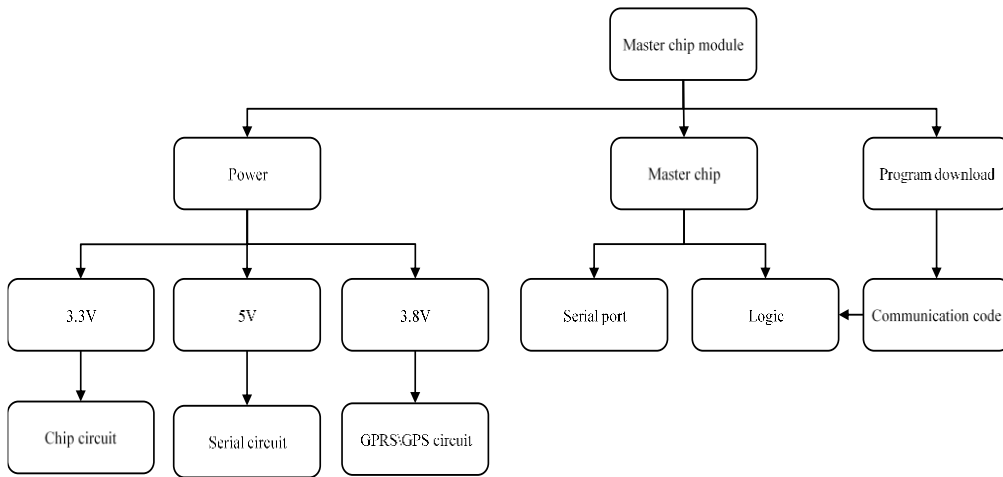 Master chip module
Power
Master chip
Program download
3.3V
5V
3.8V
Serial port
Logic
Communication code
Chip circuit
Serial circuit
GPRS\GPS circuit